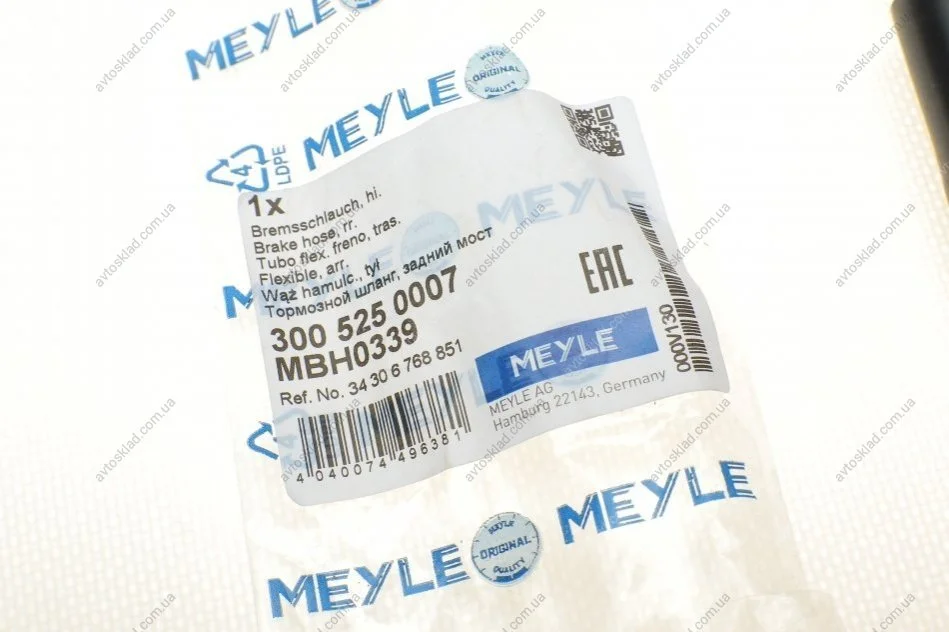 MEYLE
MEYLE
ORIGINAL
QUALITY
4
LDPE
1x
Bremsschlauch, hi.
Brake hose, rr.
Tubo flex. freno, tras.
Flexible, arr.
Wąż hamulc., tył
Тормозной шланг, задний мост
300 525 0007
MBH0339
Ref. No. 34 30 6 768 851
4 040074 496381
MEYLE
EAC
MEYLE
MEYLE AG
Hamburg 22143, Germany
000V130
MEYLE
MEYLE
ORIGINAL
QUALITY
MEYLE
avtosklad.com.ua